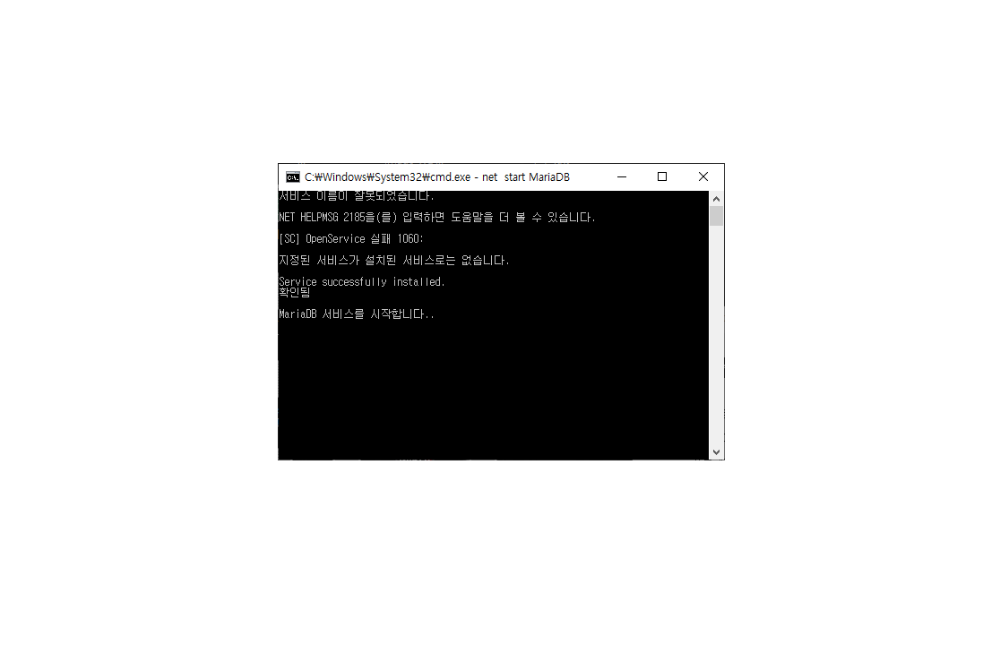 C:\Windows\System32\cmd.exe - net  start MariaDB
서비스 이름이 잘못되었습니다.
NET HELPMSG 2185을(를) 입력하면 도움말을 더 볼 수 있습니다.
[SC] OpenService 실패 1060:
지정된 서비스가 설치된 서비스로는 없습니다.
Service successfully installed.
확인됨
MariaDB 서비스를 시작합니다..